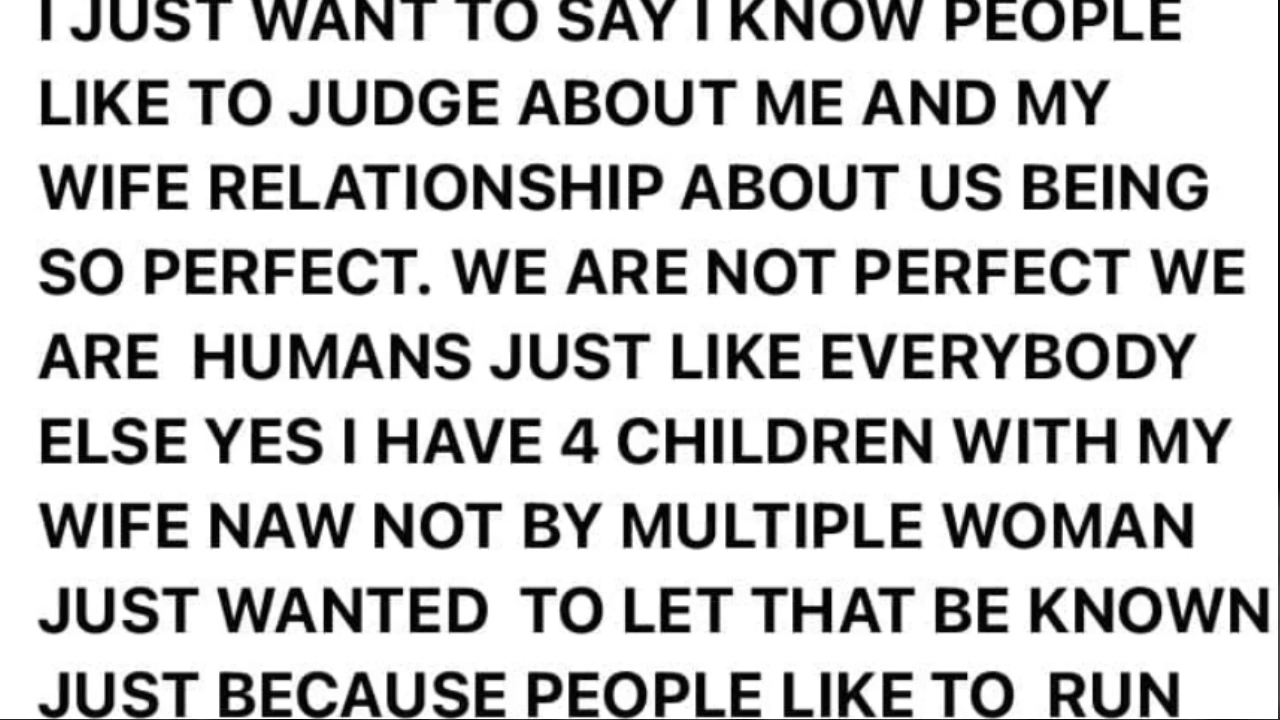 I JUST WANT TO SAY I KNOW PEOPLE
LIKE TO JUDGE ABOUT ME AND MY
WIFE RELATIONSHIP ABOUT US BEING
SO PERFECT. WE ARE NOT PERFECT WE
ARE  HUMANS JUST LIKE EVERYBODY
ELSE YES I HAVE 4 CHILDREN WITH MY
WIFE NAW NOT BY MULTIPLE WOMAN
JUST WANTED  TO LET THAT BE KNOWN
JUST BECAUSE PEOPLE LIKE TO  RUN